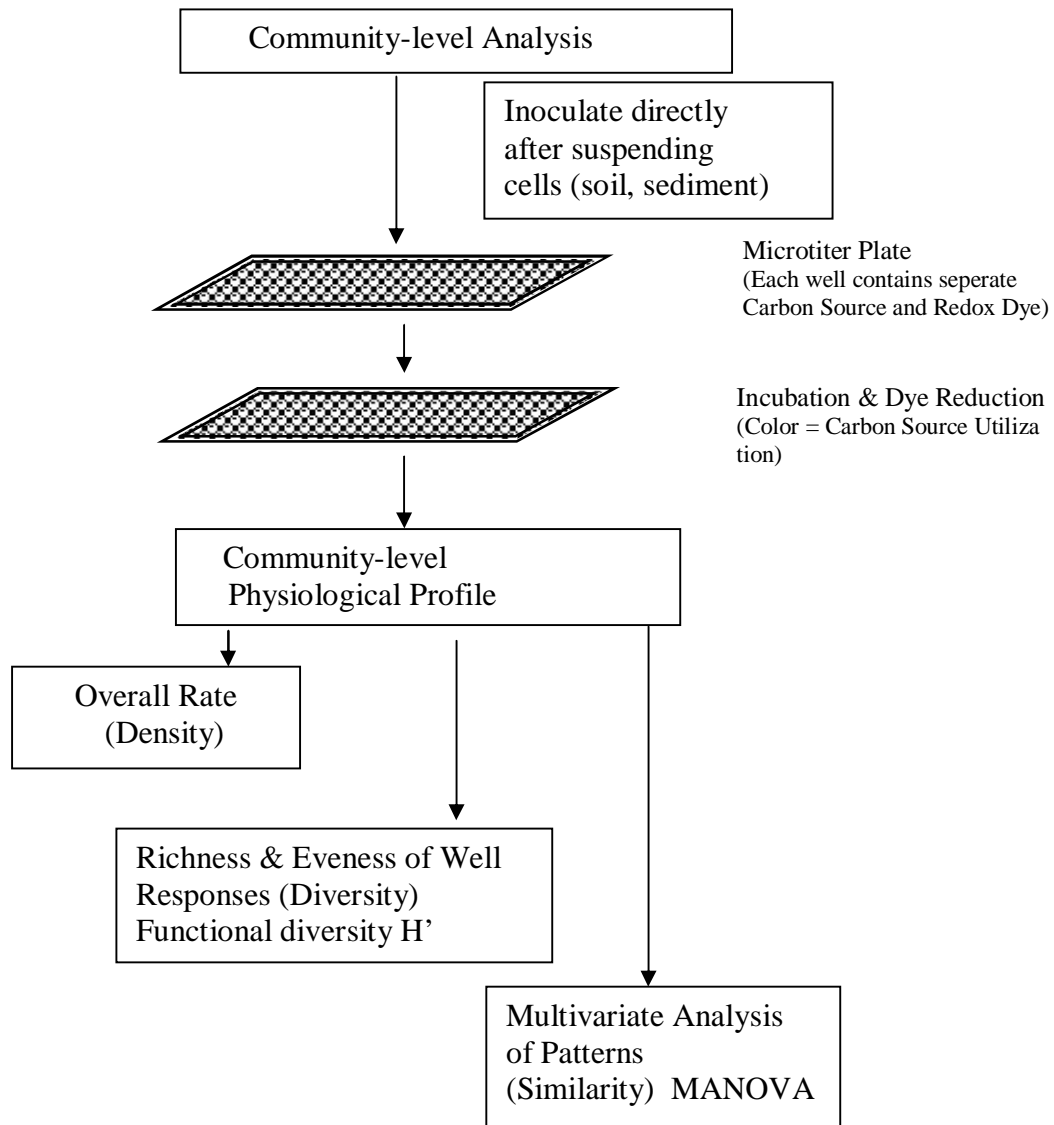 Community-level Analysis
Inoculate directly
after suspending
cells (soil, sediment)
Microtiter Plate
(Each well contains seperate
Carbon Source and Redox Dye)
Incubation & Dye Reduction
(Color = Carbon Source Utiliza
tion)
Community-level
Physiological Profile
Overall Rate
(Density)
Richness & Eveness of Well
Responses (Diversity)
Functional diversity H’
Multivariate Analysis
of Patterns
(Similarity) MANOVA